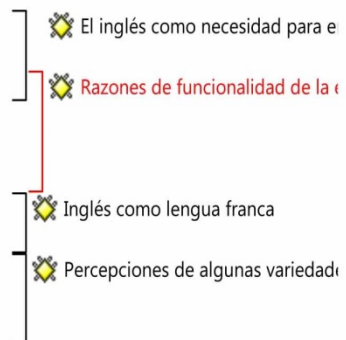 El inglés como necesidad para
Razones de funcionalidad de la
Inglés como lengua franca
Percepciones de algunas